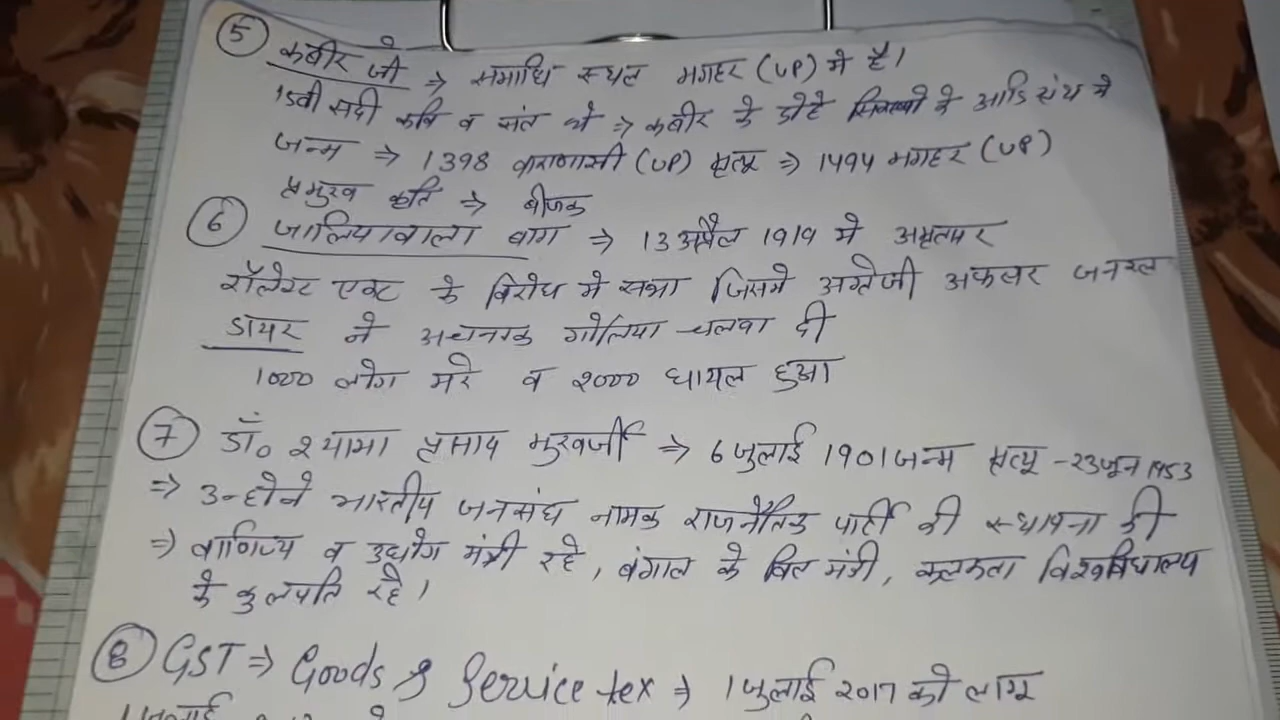 5 कबीर जी ⇒ समाधि स्थल मगहर (UP) मे है।
15वी सदी कवि व संत थे ⇒ कबीर के दोहे सिक्खो के आदि ग्रंथ मे
जन्म ⇒ 1398 वाराणासी (UP) मृत्यू ⇒ 1494 मगहर (UP)
प्रमुख कृति ⇒ बीजक
6 जालियावाला बाग ⇒ 13 अप्रैल 1919 मे अमृतसर
रॉलेट एक्ट के विरोध मे सभा जिसमे अंग्रेजी अफसर जनरल
डायर ने अचानक गोलिया चलवा दी
1000 लोग मरे व 2000 घायल हुआ
7 डॉ० श्यामा प्रसाद मुखर्जी ⇒ 6 जुलाई 1901 जन्म मृत्यू - 23 जून 1953
⇒ उन्होने भारतीय जनसंघ नामक राजनैतिक पार्टी की स्थापना की
⇒ वाणिज्य व उद्योग मंत्री रहे, बंगाल के वित मंत्री, कलकता विश्वविधालय
के कुलपति रहे।
8 GST ⇒ Goods & Service tex ⇒ 1 जुलाई 2017 को लागू
1 जुलाई